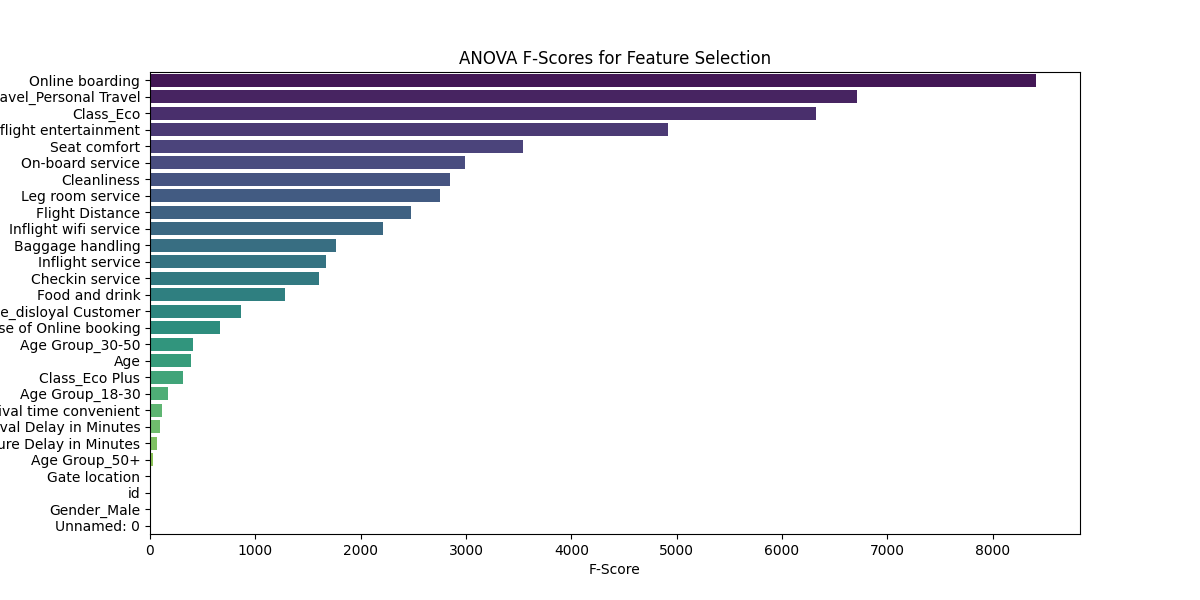 ANOVA F-Scores for Feature Selection
Online boarding
avel_Personal Travel
Class_Eco
flight entertainment
Seat comfort
On-board service
Cleanliness
Leg room service
Flight Distance
Inflight wifi service
Baggage handling
Inflight service
Checkin service
Food and drink
e_disloyal Customer
se of Online booking
Age Group_30-50
Age
Class_Eco Plus
Age Group_18-30
ival time convenient
val Delay in Minutes
ure Delay in Minutes
Age Group_50+
Gate location
id
Gender_Male
Unnamed: 0
0 1000 2000 3000 4000 5000 6000 7000 8000
F-Score